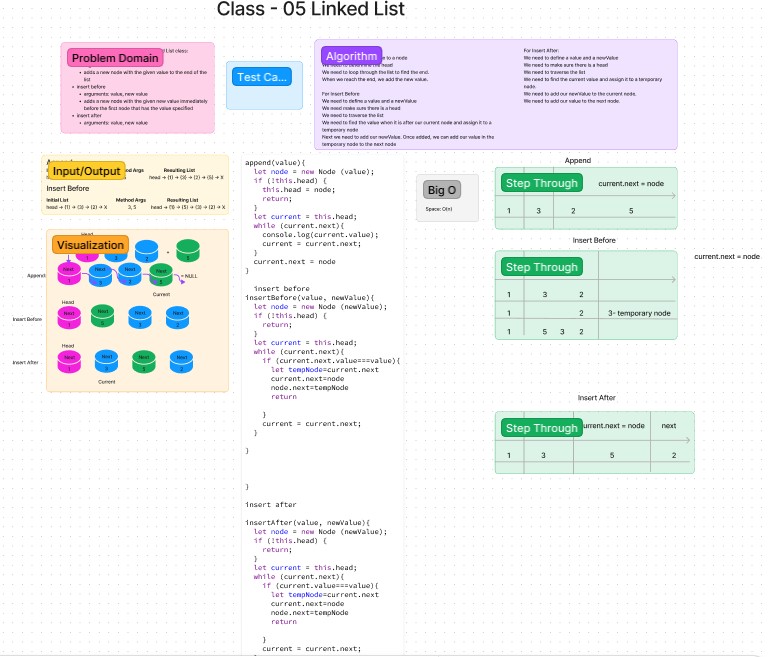 Class - 05 Linked List
Problem Domain
List class:
adds a new node with the given value to the end of the
list
insert before
arguments: value, new value
adds a new node with the given new value immediately
before the first node that has the value specified
insert after
arguments: value, new value
Test Ca...
Algorithm
to a node
We need to loop through the list to find the end.
When we reach the end, we add the node.
For Insert Before
We need to define a value and a newValue
We need make sure there is a head
We need to traverse the list
We need to find the value when it is after our current node and assign it to a
temporary node
Next we need to add our newValue. Once added, we can add our value in the
temporary node to the next node
For Insert After:
We need to define a value and a newValue
We need to make sure there is a head
We need to traverse the list
We need to find the current value and assign it to a temporary
node.
We need to add our newValue to the current node.
We need to add our value to the next node.
Input/Output
Args
Resulting List
head -> (1) -> (3) -> (2) -> (5) -> X
Insert Before
Initial List
Method Args
Resulting List
head -> (1) -> (3) -> (2) -> X
3, 5
head -> (1) -> (5) -> (3) -> (2) -> X
Visualization
Head
Append
Next
1
Next
3
Next
2
Next
5
= NULL
Current
Head
Insert Before
Next
1
Next
5
Next
3
Next
2
Head
Insert After
Next
1
Next
Next
5
Next
2
Current
append(value){
let node = new Node (value);
if (!this.head) {
this.head = node;
return;
}
let current = this.head;
while (current.next){
console.log(current.value);
current = current.next;
}
current.next = node
}
insert before
insertBefore(value, newValue){
let node = new Node (newValue);
if (!this.head) {
return;
}
let current = this.head;
while (current.next){
if (current.next.value===value){
let tempNode=current.next
current.next=node
node.next=tempNode
return
}
current = current.next;
}
}
}
insert after
insertAfter(value, newValue){
let node = new Node (newValue);
if (!this.head) {
return;
}
let current = this.head;
while (current.next){
if (current.value===value){
let tempNode=current.next
current.next=node
node.next=tempNode
return
}
current = current.next;
}
Big O
Space: O(n)
Append
Step Through
current.next = node
1 3 2 5
Insert Before
Step Through
current.next = node
1 3 2
1 2 3- temporary node
1 5 3 2
Insert After
Step Through
current.next = node
next
1 3 5 2